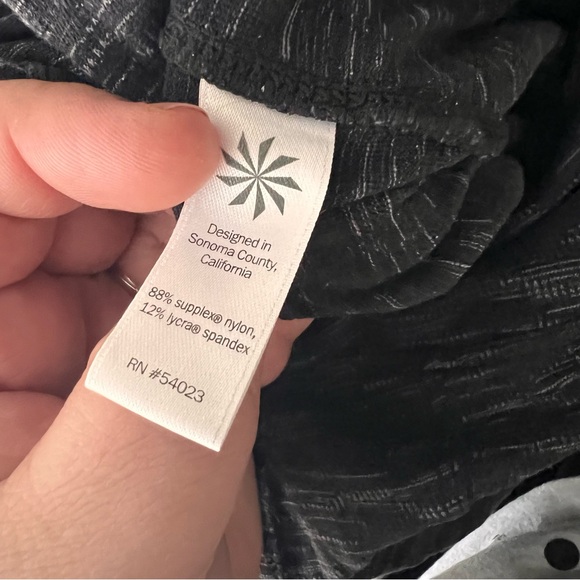 Designed in
Sonoma County,
California
88% supplex® nylon,
12% lycra® spandex
RN #54023